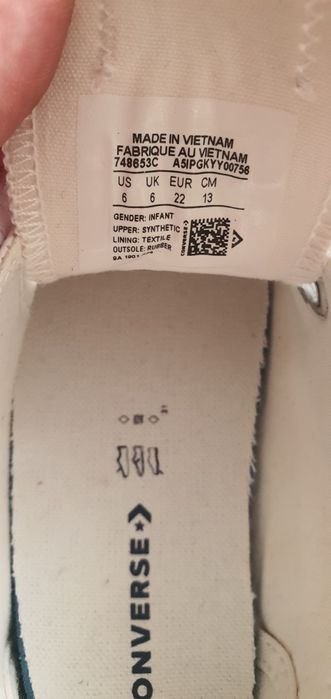 MADE IN VIETNAM
FABRIQUE AU VIETNAM
748653C A5IPGKYY00756
US UK EUR CM
6 6 22 13
GENDER: INFANT
UPPER: SYNTHETIC
LINING: TEXTILE
OUTSOLE: RUBBER
CONVERSE
CONVERSE